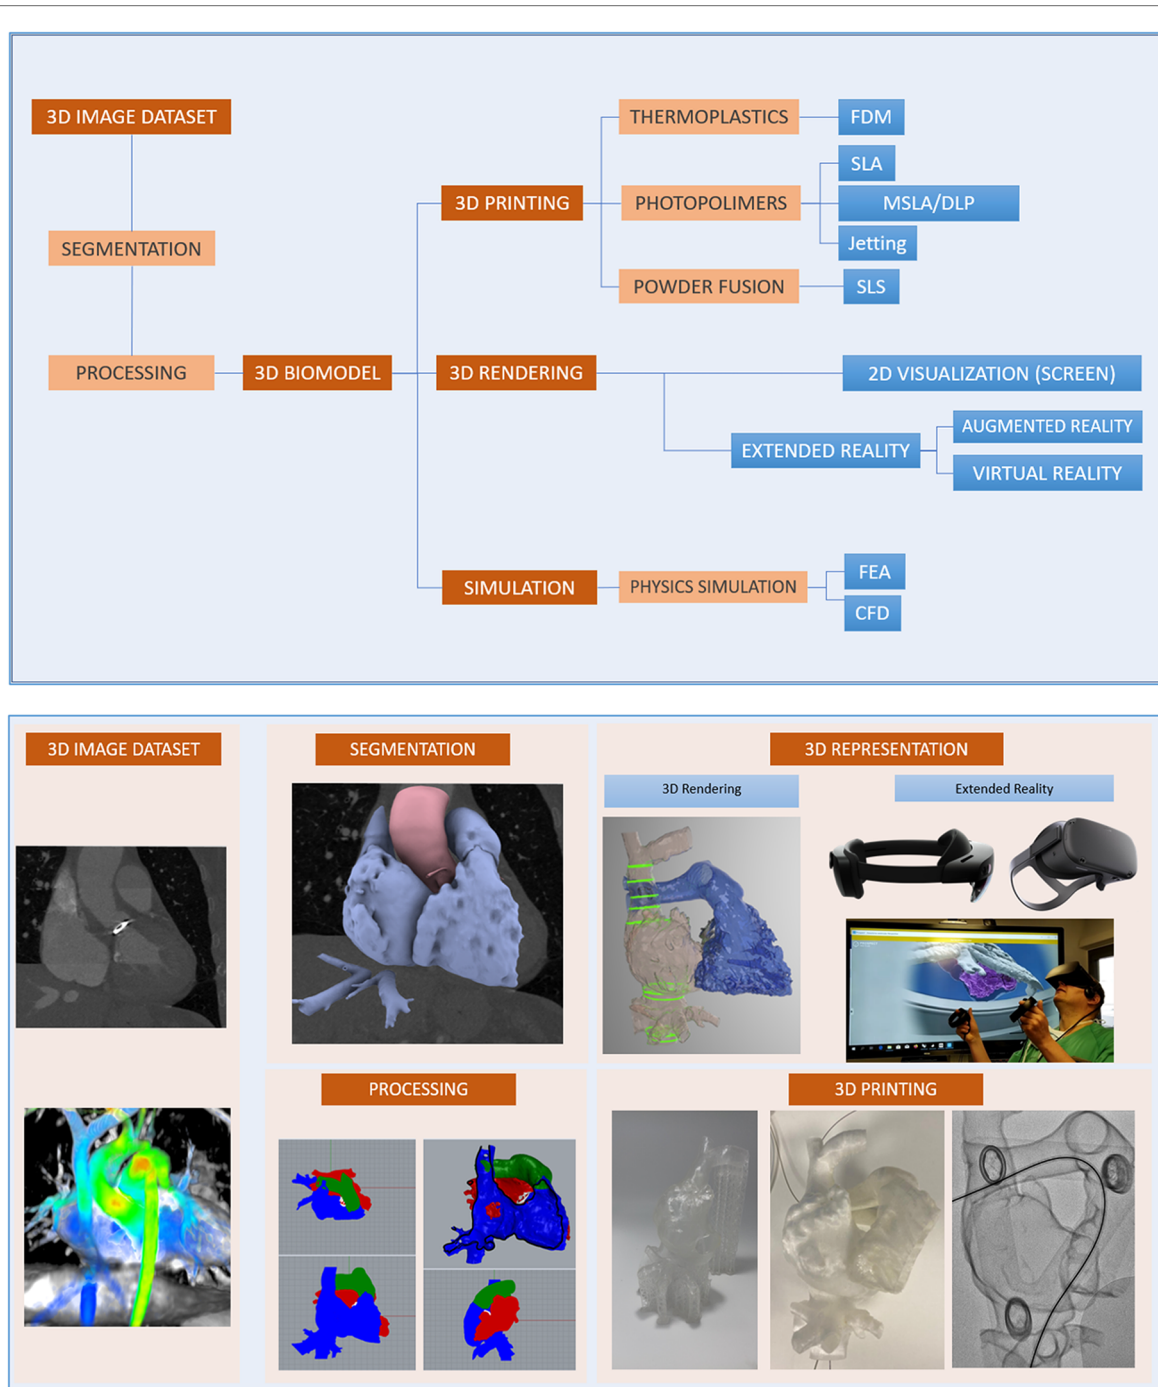 3D IMAGE DATASET
SEGMENTATION
PROCESSING
3D BIOMODEL
3D PRINTING
THERMOPLASTICS
FDM
PHOTOPOLIMERS
SLA
MSLA/DLP
Jetting
POWDER FUSION
SLS
3D RENDERING
2D VISUALIZATION (SCREEN)
EXTENDED REALITY
AUGMENTED REALITY
VIRTUAL REALITY
SIMULATION
PHYSICS SIMULATION
FEA
CFD
3D IMAGE DATASET
SEGMENTATION
3D REPRESENTATION
3D Rendering
Extended Reality
PROCESSING
3D PRINTING